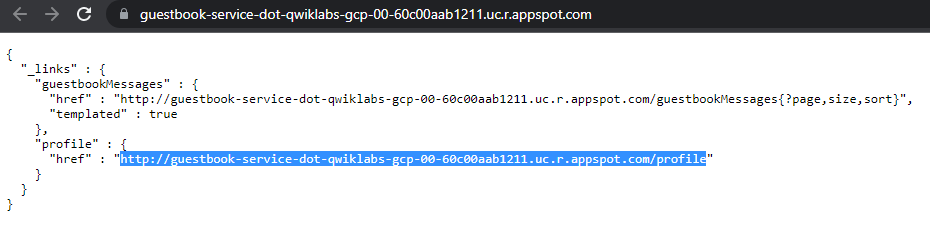 guestbook-service-dot-qwiklabs-gcp-00-60c00aab1211.uc.r.appspot.com
{
  "_links" : {
    "guestbookMessages" : {
      "href" : "http://guestbook-service-dot-qwiklabs-gcp-00-60c00aab1211.uc.r.appspot.com/guestbookMessages{?page,size,sort}",
      "templated" : true
    },
    "profile" : {
      "href" : "http://guestbook-service-dot-qwiklabs-gcp-00-60c00aab1211.uc.r.appspot.com/profile"
    }
  }
}